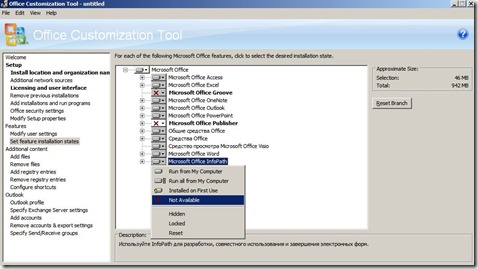 Office Customization Tool - untitled
File Edit View Help
Office Customization Tool
Welcome
Setup
Install location and organization nam
Additional network sources
Licensing and user interface
Remove previous installations
Add installations and run programs
Office security settings
Modify Setup properties
Features
Modify user settings
Set feature installation states
Additional content
Add files
Remove files
Add registry entries
Remove registry entries
Configure shortcuts
Outlook
Outlook profile
Specify Exchange Server settings
Add accounts
Remove accounts and export settings
Specify Send/Receive groups
For each of the following Microsoft Office features, click to select the desired installation state.
Microsoft Office
Microsoft Office Access
Microsoft Office Excel
Microsoft Office Groove
Microsoft Office OneNote
Microsoft Office Outlook
Microsoft Office PowerPoint
Microsoft Office Publisher
Общие средства Office
Средства Office
Средство просмотра Microsoft Office Visio
Microsoft Office Word
Microsoft Office InfoPath
Run from My Computer
Run all from My Computer
Installed on First Use
Not Available
Hidden
Locked
Reset
Approximate Size:
Selection: 46 MB
Total: 942 MB
Reset Branch
Description:
Используйте InfoPath для разработки, совместного использования и завершения электронных форм.